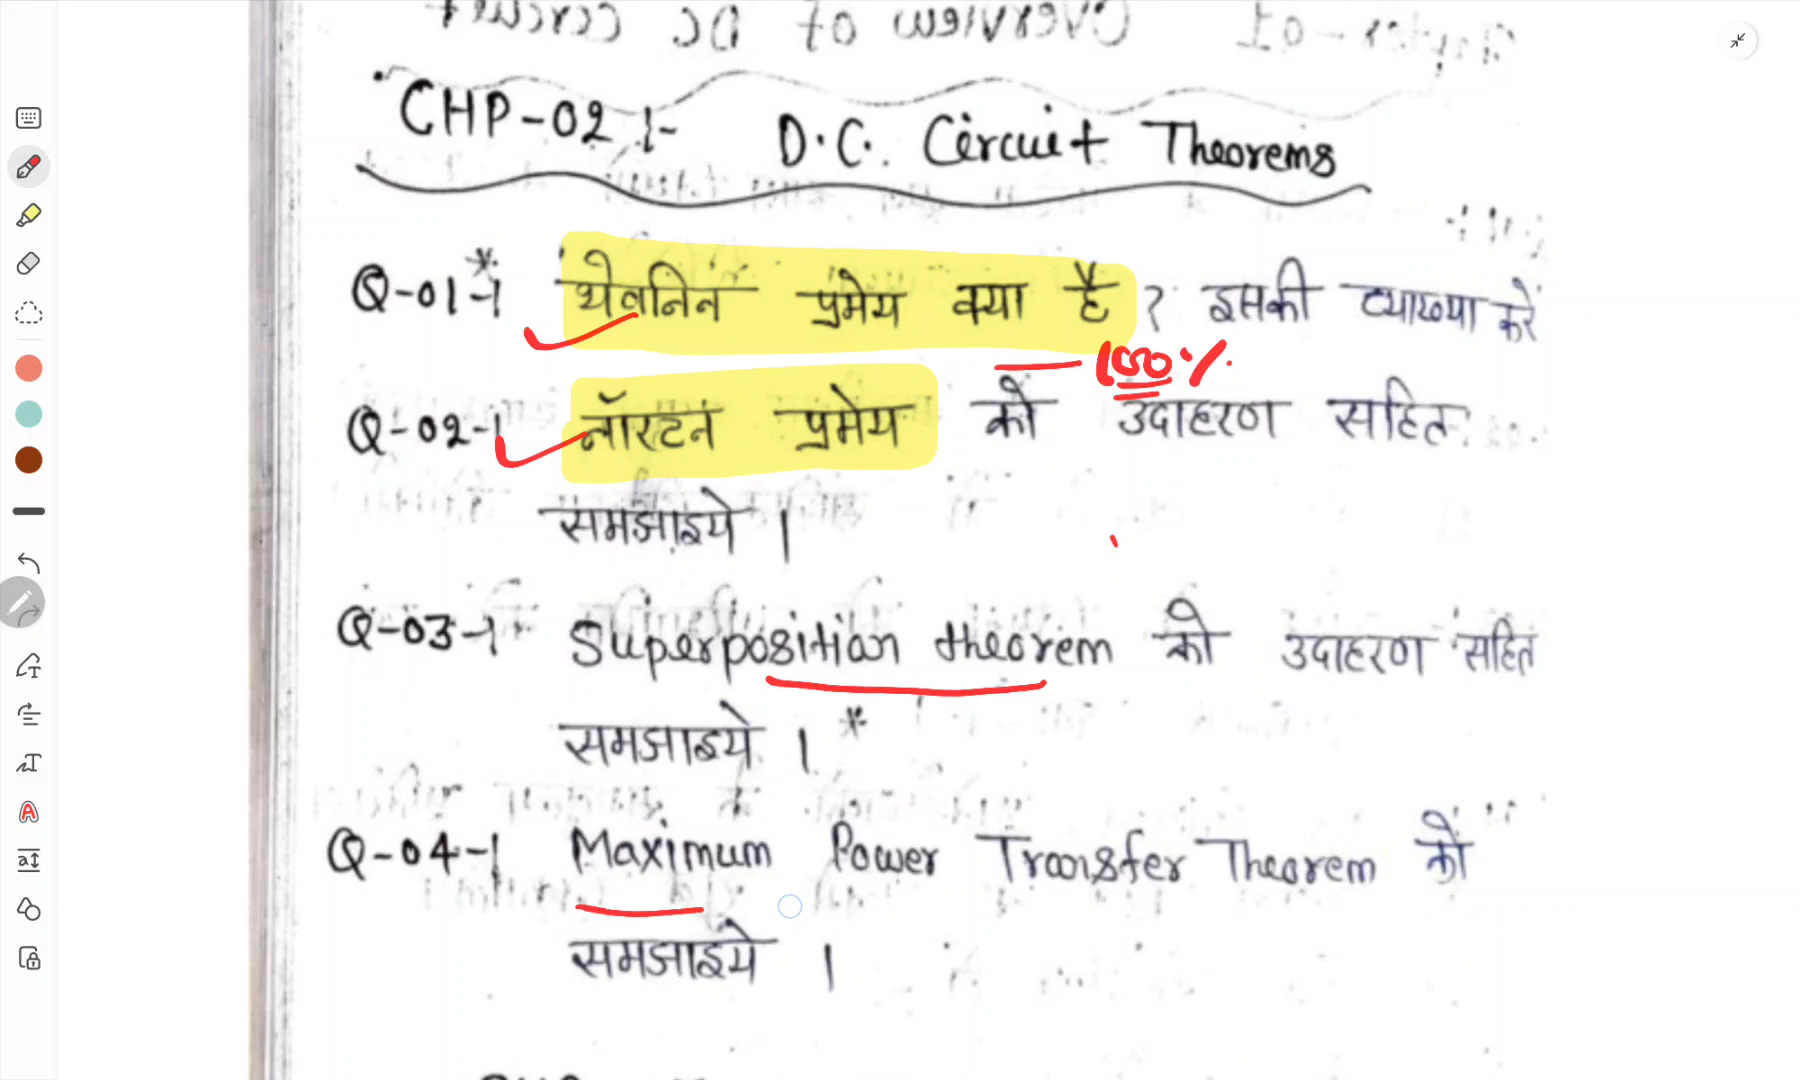 CHP-02 :-   D.C. Circuit Theorems
Q-01-* थेवनिन प्रमेय क्या है ? इसकी व्याख्या करें
100%
Q-02- नॉरटन प्रमेय को उदाहरण सहित
समझाइये ।
Q-03- Superposition theorem को उदाहरण सहित
समझाइये । *
Q-04- Maximum Power Transfer Theorem को
समझाइये ।